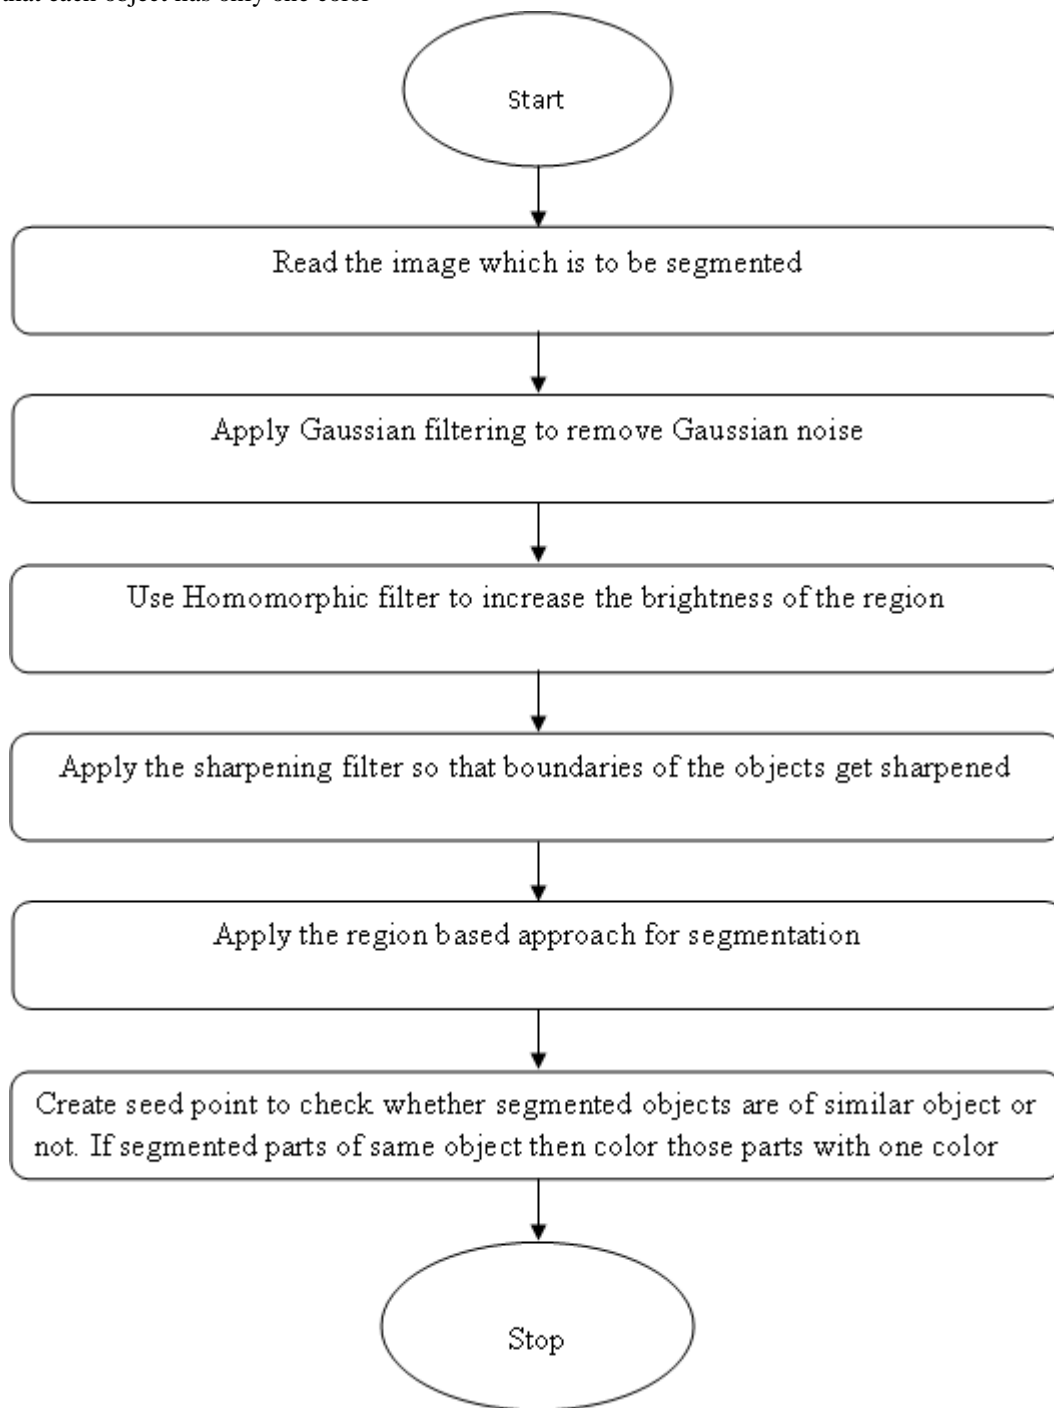 that each object has only one color
Start
Read the image which is to be segmented
Apply Gaussian filtering to remove Gaussian noise
Use Homomorphic filter to increase the brightness of the region
Apply the sharpening filter so that boundaries of the objects get sharpened
Apply the region based approach for segmentation
Create seed point to check whether segmented objects are of similar object or
not. If segmented parts of same object then color those parts with one color
Stop